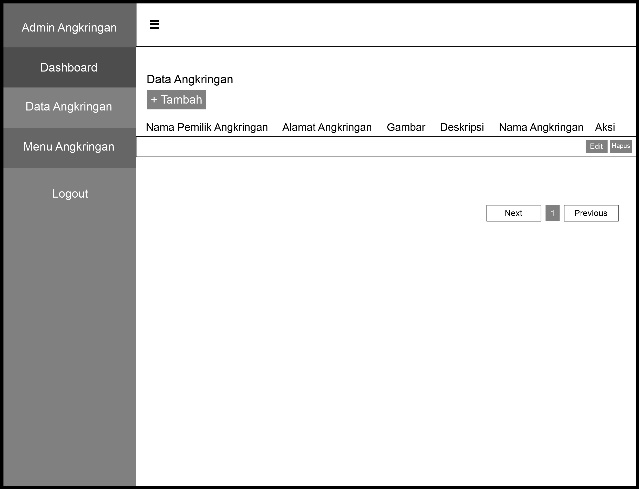 Admin Angkringan
☰
Dashboard
Data Angkringan
Menu Angkringan
Logout
Data Angkringan
+ Tambah
Nama Pemilik Angkringan Alamat Angkringan Gambar Deskripsi Nama Angkringan Aksi
Edit Hapus
Next 1 Previous